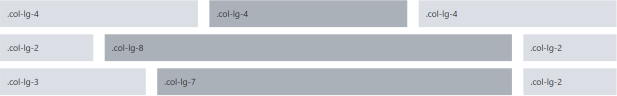 .col-lg-4 .col-lg-4 .col-lg-4
.col-lg-2 .col-lg-8 .col-lg-2
.col-lg-3 .col-lg-7 .col-lg-2